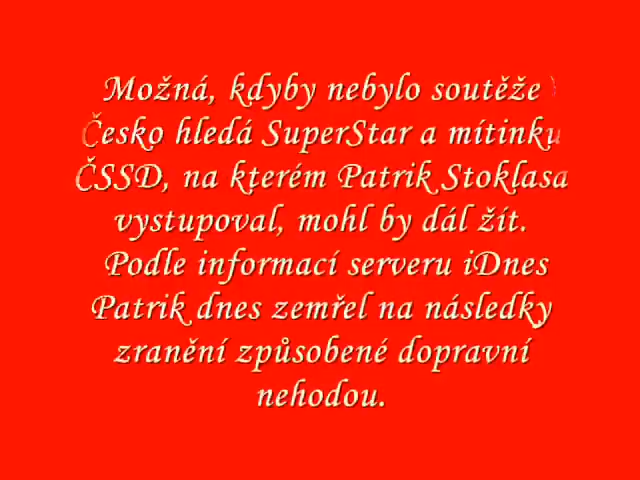 Možná, kdyby nebylo soutěže
Česko hledá SuperStar a mítinku
ČSSD, na kterém Patrik Stoklasa
vystupoval, mohl by dál žít.
Podle informací serveru iDnes
Patrik dnes zemřel na následky
zranění způsobené dopravní
nehodou.